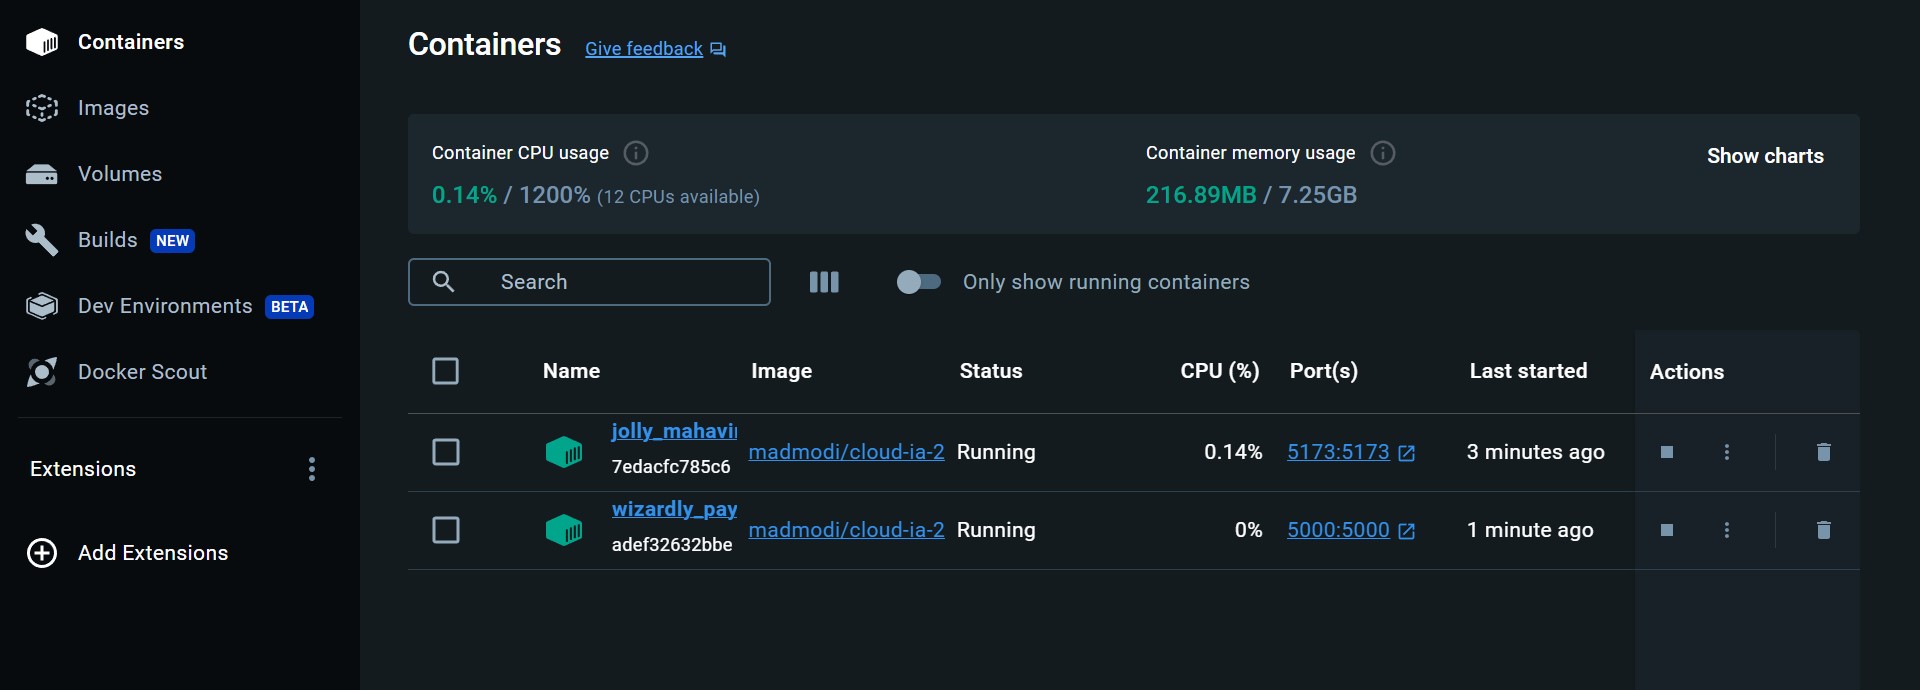 Containers
Images
Volumes
Builds NEW
Dev Environments BETA
Docker Scout
Extensions
Add Extensions
Containers Give feedback
Container CPU usage
0.14% / 1200% (12 CPUs available)
Container memory usage
216.89MB / 7.25GB
Show charts
Search
Only show running containers
Name Image Status CPU (%) Port(s) Last started Actions
jolly_mahavi
7edacfc785c6
madmodi/cloud-ia-2 Running 0.14% 5173:5173 3 minutes ago
wizardly_pay
adef32632bbe
madmodi/cloud-ia-2 Running 0% 5000:5000 1 minute ago